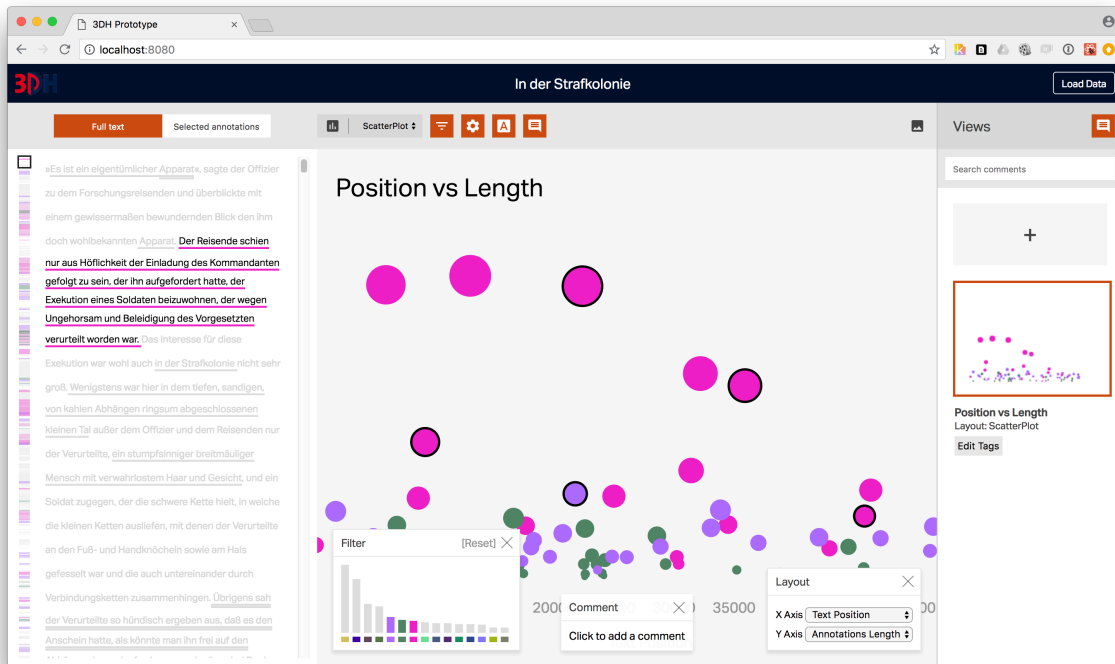 3DH Prototype
localhost:8080
3DH
In der Strafkolonie
Load Data
Full text
Selected annotations
ScatterPlot
A
Views
Search comments
»Es ist ein eigentümlicher Apparat«, sagte der Offizier
zu dem Forschungsreisenden und überblickte mit
einem gewissermaßen bewundernden Blick den ihm
doch wohlbekannten Apparat. Der Reisende schien
nur aus Höflichkeit der Einladung des Kommandanten
gefolgt zu sein, der ihn aufgefordert hatte, der
Exekution eines Soldaten beizuwohnen, der wegen
Ungehorsam und Beleidigung des Vorgesetzten
verurteilt worden war. Das Interesse für diese
Exekution war wohl auch in der Strafkolonie nicht sehr
groß. Wenigstens war hier in dem tiefen, sandigen,
von kahlen Abhängen ringsum abgeschlossenen
kleinen Tal außer dem Offizier und dem Reisenden nur
der Verurteilte, ein stumpfsinniger breitmäuliger
Mensch mit verwahrlostem Haar und Gesicht, und ein
Soldat zugegen, der die schwere Kette hielt, in welche
die kleinen Ketten ausliefen, mit denen der Verurteilte
an den Fuß- und Handknöcheln sowie am Hals
gefesselt war und die auch untereinander durch
Verbindungsketten zusammenhingen. Übrigens sah
der Verurteilte so hündisch ergeben aus, daß es den
Anschein hatte, als könnte man ihn frei auf den
Position vs Length
Filter
[Reset]
Comment
Click to add a comment
35000
Layout
X Axis Text Position
Y Axis Annotations Length
+
Position vs Length
Layout: ScatterPlot
Edit Tags